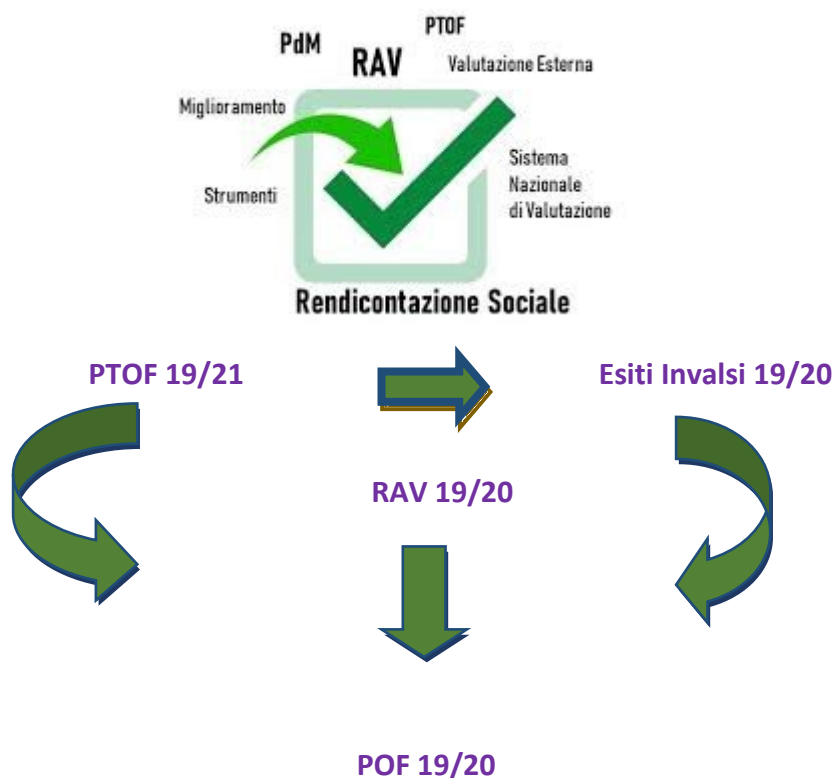 PdM
PTOF
RAV
Valutazione Esterna
Miglioramento
Strumenti
Sistema
Nazionale
di Valutazione
Rendicontazione Sociale
PTOF 19/21
Esiti Invalsi 19/20
RAV 19/20
POF 19/20